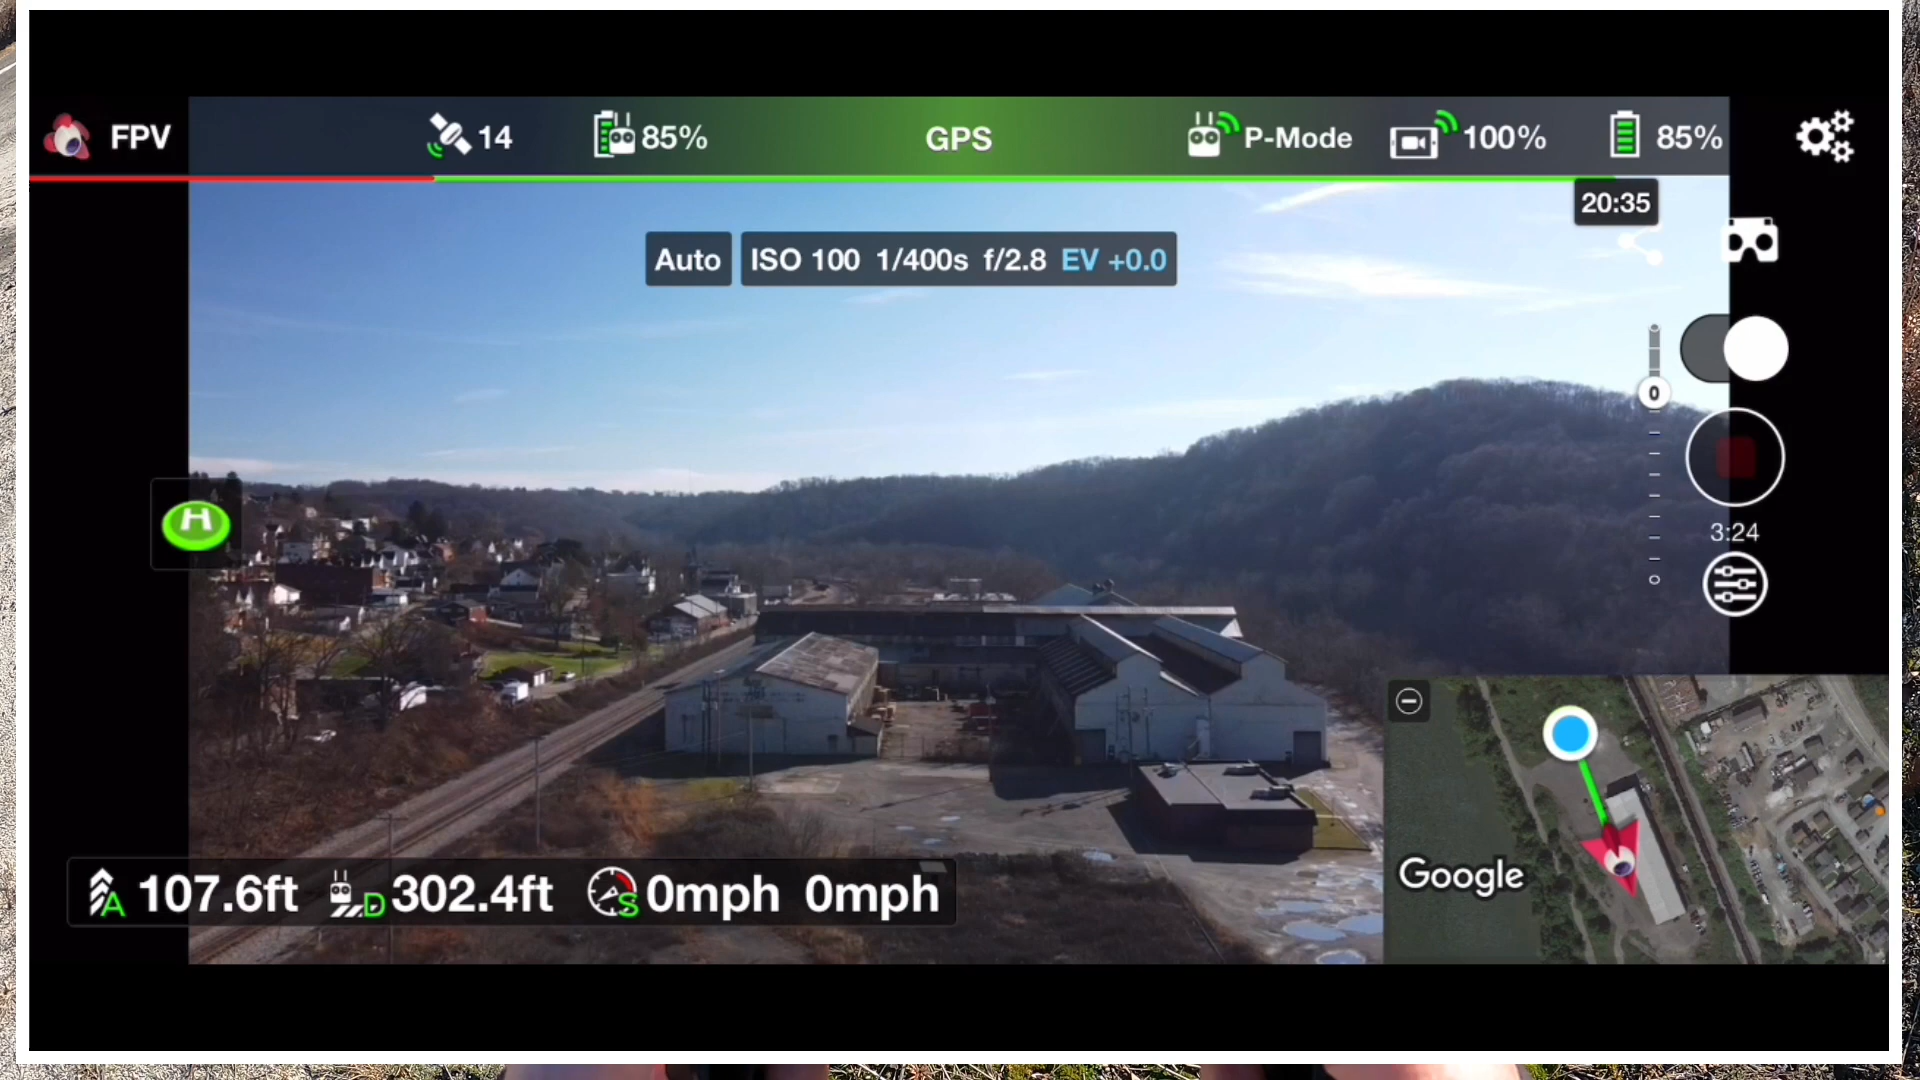 FPV
14
85%
GPS
P-Mode
100%
85%
20:35
Auto
ISO 100 1/400s f/2.8 EV +0.0
0
H
3:24
A 107.6ft D 302.4ft S 0mph 0mph
Google